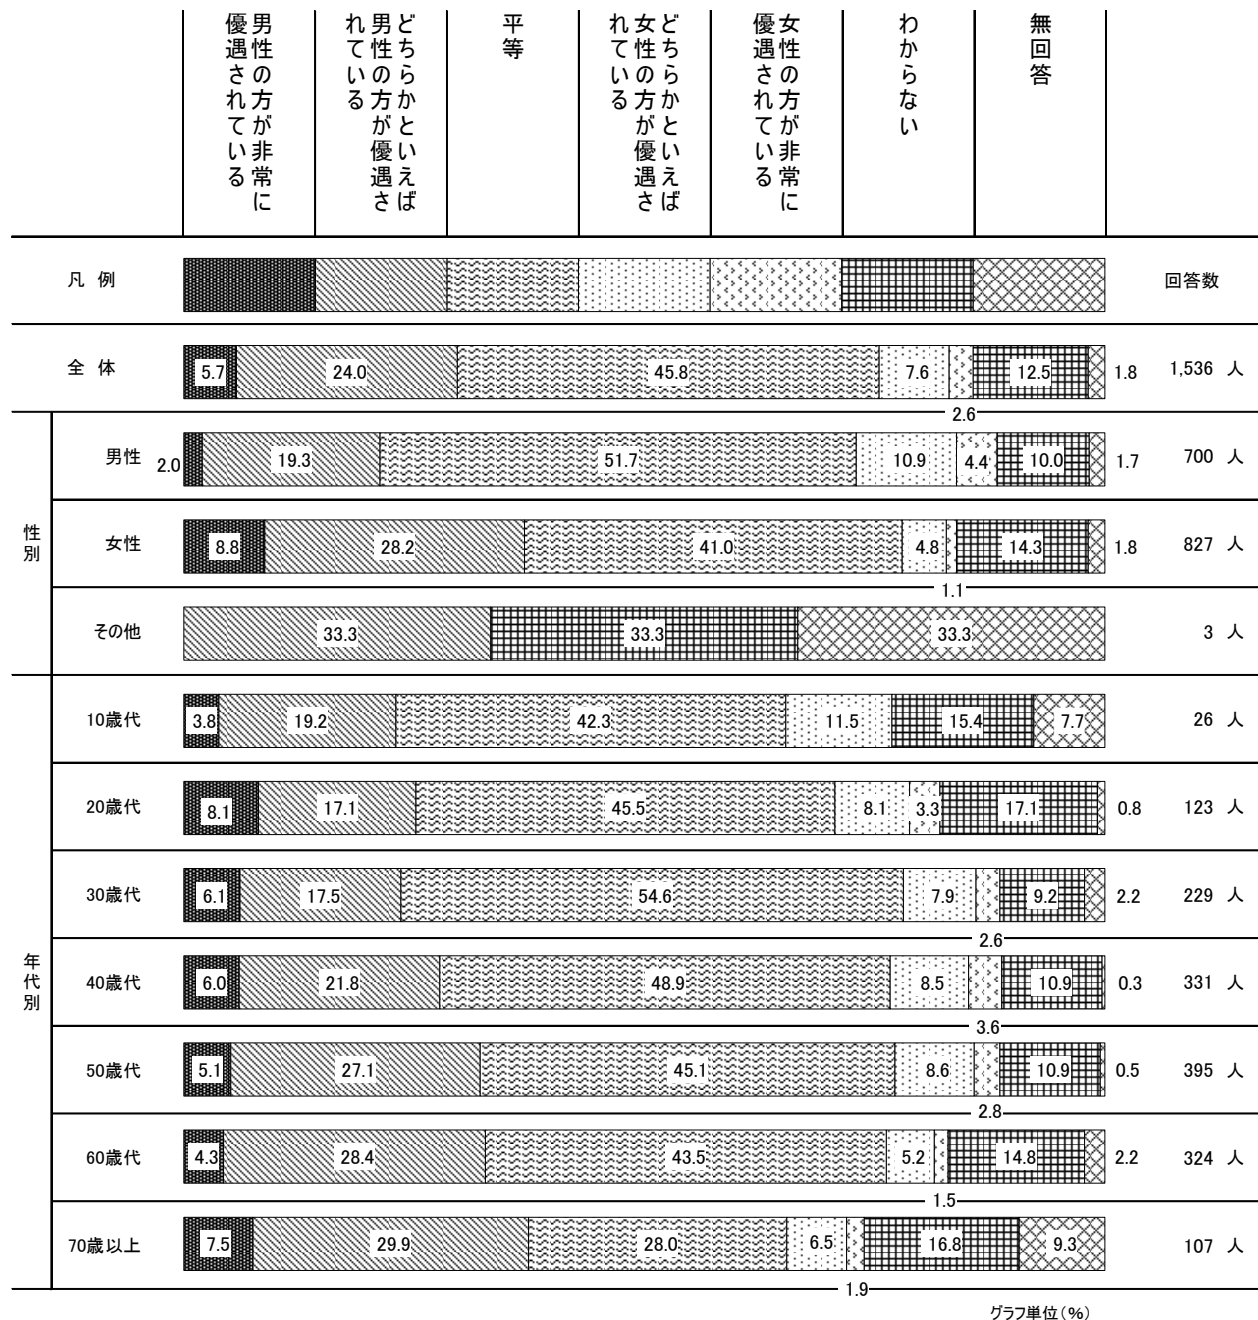 男性の方が非常に
優遇されている
どちらかといえば
男性の方が優遇さ
れている
平等
どちらかといえば
女性の方が優遇さ
れている
女性の方が非常に
優遇されている
わからない
無回答
凡 例
回答数
全 体
5.7
24.0
45.8
7.6
2.6
12.5
1.8
1,536 人
性別
男性
2.0
19.3
51.7
10.9
4.4
10.0
1.7
700 人
女性
8.8
28.2
41.0
4.8
1.1
14.3
1.8
827 人
その他
33.3
33.3
33.3
3 人
年代別
10歳代
3.8
19.2
42.3
11.5
15.4
7.7
26 人
20歳代
8.1
17.1
45.5
8.1
3.3
17.1
0.8
123 人
30歳代
6.1
17.5
54.6
7.9
2.6
9.2
2.2
229 人
40歳代
6.0
21.8
48.9
8.5
3.6
10.9
0.3
331 人
50歳代
5.1
27.1
45.1
8.6
2.8
10.9
0.5
395 人
60歳代
4.3
28.4
43.5
5.2
1.5
14.8
2.2
324 人
70歳以上
7.5
29.9
28.0
6.5
1.9
16.8
9.3
107 人
グラフ単位（%）